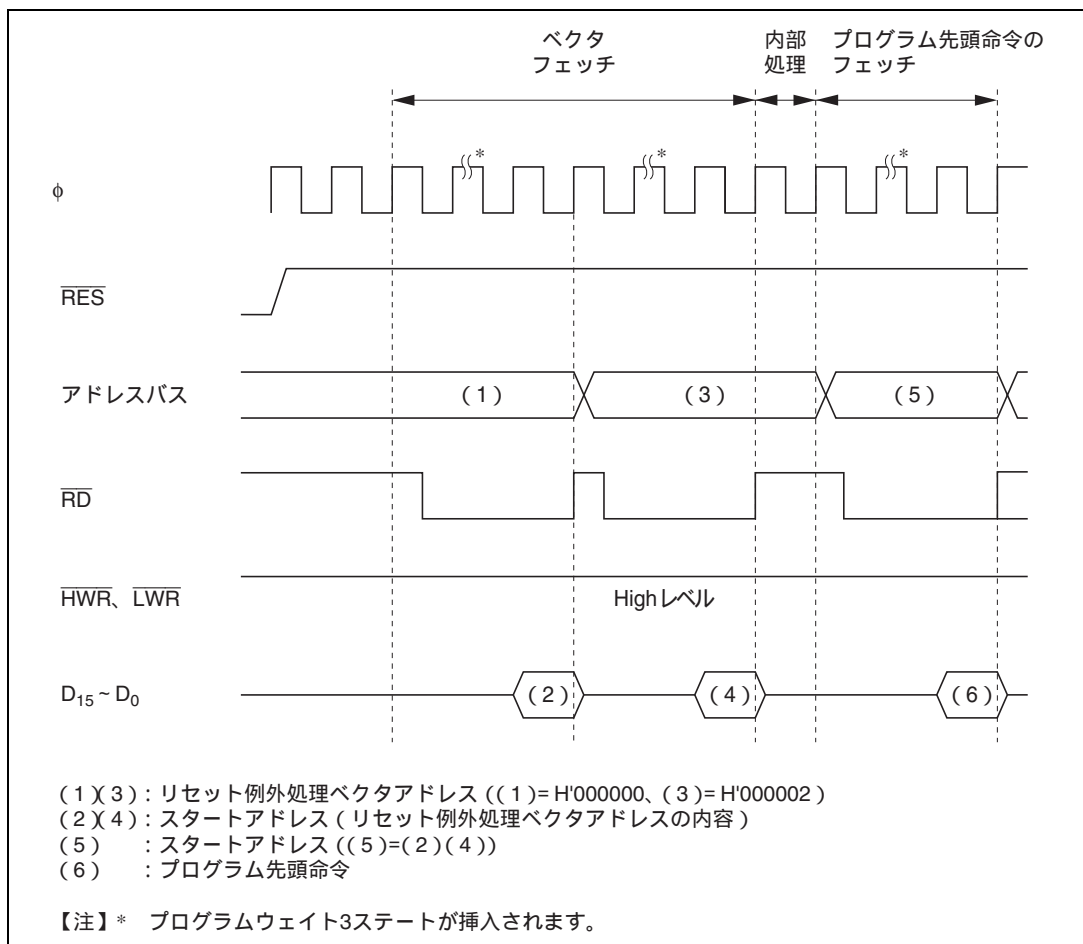 ベクタ
フェッチ
内部
処理
プログラム先頭命令の
フェッチ
*
*
*
φ
RES
アドレスバス
(1)
(3)
(5)
RD
HWR、LWR
Highレベル
D15~D0
(2)
(4)
(6)
(1)(3):リセット例外処理ベクタアドレス((1)=H'000000、(3)=H'000002)
(2)(4):スタートアドレス(リセット例外処理ベクタアドレスの内容)
(5) :スタートアドレス((5)=(2)(4))
(6) :プログラム先頭命令
【注】* プログラムウェイト3ステートが挿入されます。